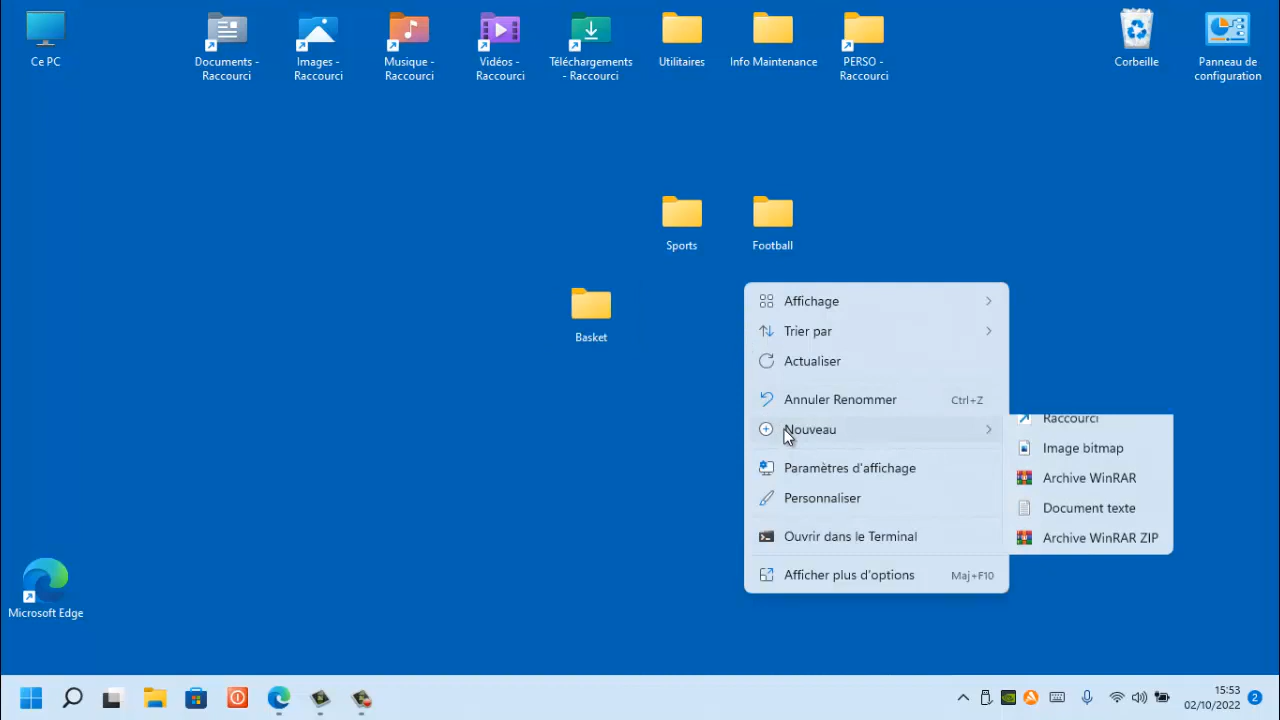 Ce PC
Documents -
Raccourci
Images -
Raccourci
Musique -
Raccourci
Vidéos -
Raccourci
Téléchargements
- Raccourci
Utilitaires
Info Maintenance
PERSO -
Raccourci
Corbeille
Panneau de
configuration
Sports
Football
Basket
Affichage
Trier par
Actualiser
Annuler Renommer Ctrl+Z
Nouveau
Paramètres d'affichage
Personnaliser
Ouvrir dans le Terminal
Afficher plus d'options Maj+F10
Raccourci
Image bitmap
Archive WinRAR
Document texte
Archive WinRAR ZIP
Microsoft Edge
15:53
02/10/2022
2